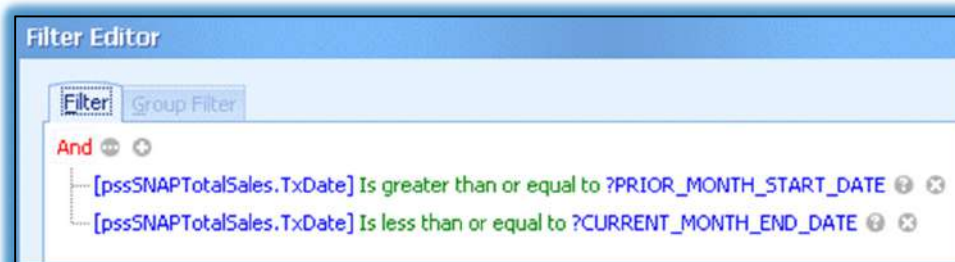 Filter Editor
Filter Group Filter
And
[pssSNAPTotalSales.TxDate] Is greater than or equal to ?PRIOR_MONTH_START_DATE
[pssSNAPTotalSales.TxDate] Is less than or equal to ?CURRENT_MONTH_END_DATE